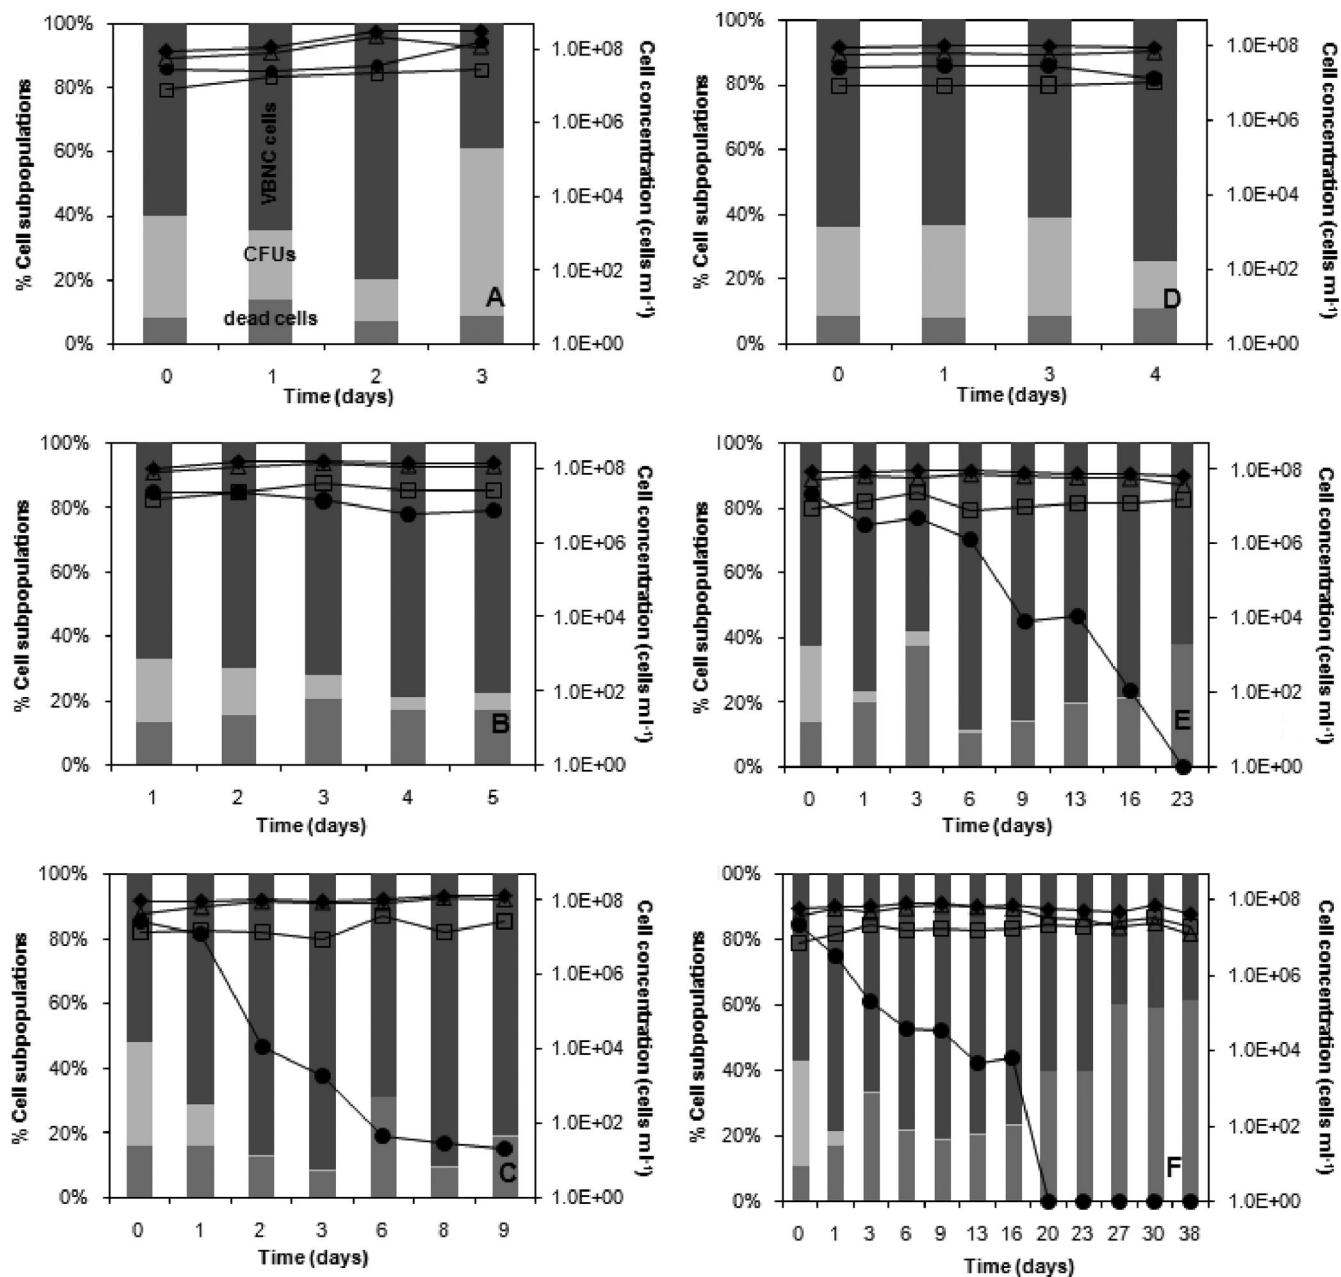 100%
80%
60%
40%
20%
0%
% Cell subpopulations
VBNC cells
CFUs
dead cells
A
1.0E+08
1.0E+06
1.0E+04
1.0E+02
1.0E+00
Cell concentration (cells ml-1)
0 1 2 3
Time (days)
100%
80%
60%
40%
20%
0%
% Cell subpopulations
D
1.0E+08
1.0E+06
1.0E+04
1.0E+02
1.0E+00
Cell concentration (cells ml-1)
0 1 3 4
Time (days)
100%
80%
60%
40%
20%
0%
% Cell subpopulations
B
1.0E+08
1.0E+06
1.0E+04
1.0E+02
1.0E+00
Cell concentration (cells ml-1)
1 2 3 4 5
Time (days)
100%
80%
60%
40%
20%
0%
% Cell subpopulations
E
1.0E+08
1.0E+06
1.0E+04
1.0E+02
1.0E+00
Cell concentration (cells ml-1)
0 1 3 6 9 13 16 23
Time (days)
100%
80%
60%
40%
20%
0%
% Cell subpopulations
C
1.0E+08
1.0E+06
1.0E+04
1.0E+02
1.0E+00
Cell concentration (cells ml-1)
0 1 2 3 6 8 9
Time (days)
00%
80%
60%
40%
20%
0%
% Cell subpopulations
F
1.0E+08
1.0E+06
1.0E+04
1.0E+02
1.0E+00
Cell concentration (cells ml-1)
0 1 3 6 9 13 16 20 23 27 30 38
Time (days)